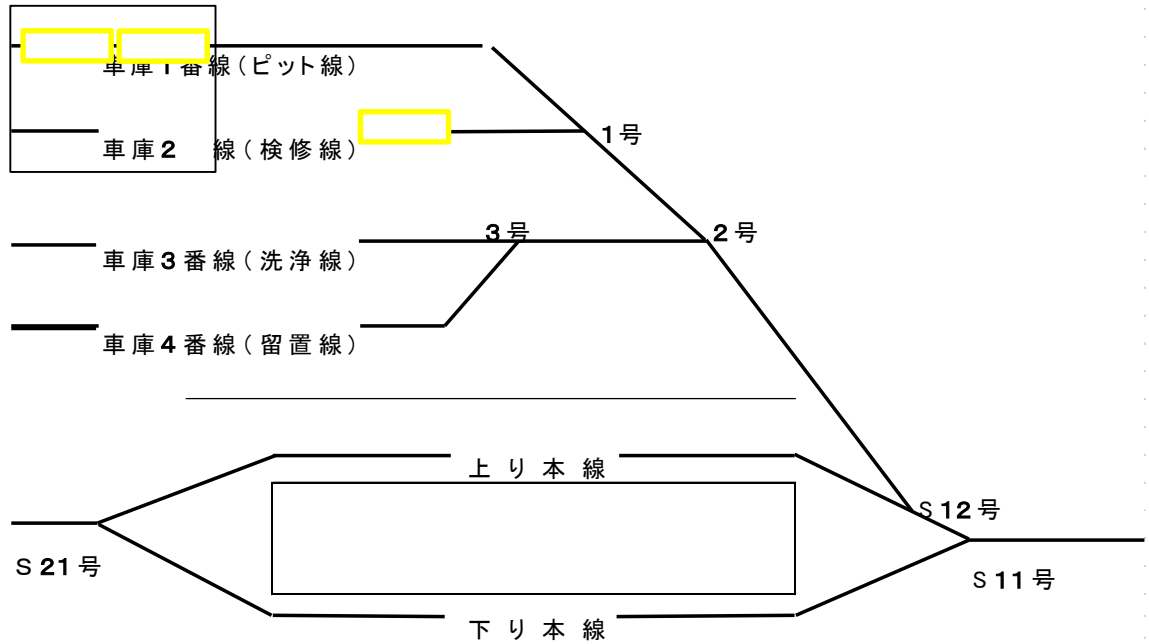 車庫1番線(ピット線)
車庫2 線(検修線)
1号
3号
2号
車庫3番線(洗浄線)
車庫4番線(留置線)
上り本線
S12号
S21号
S11号
下り本線